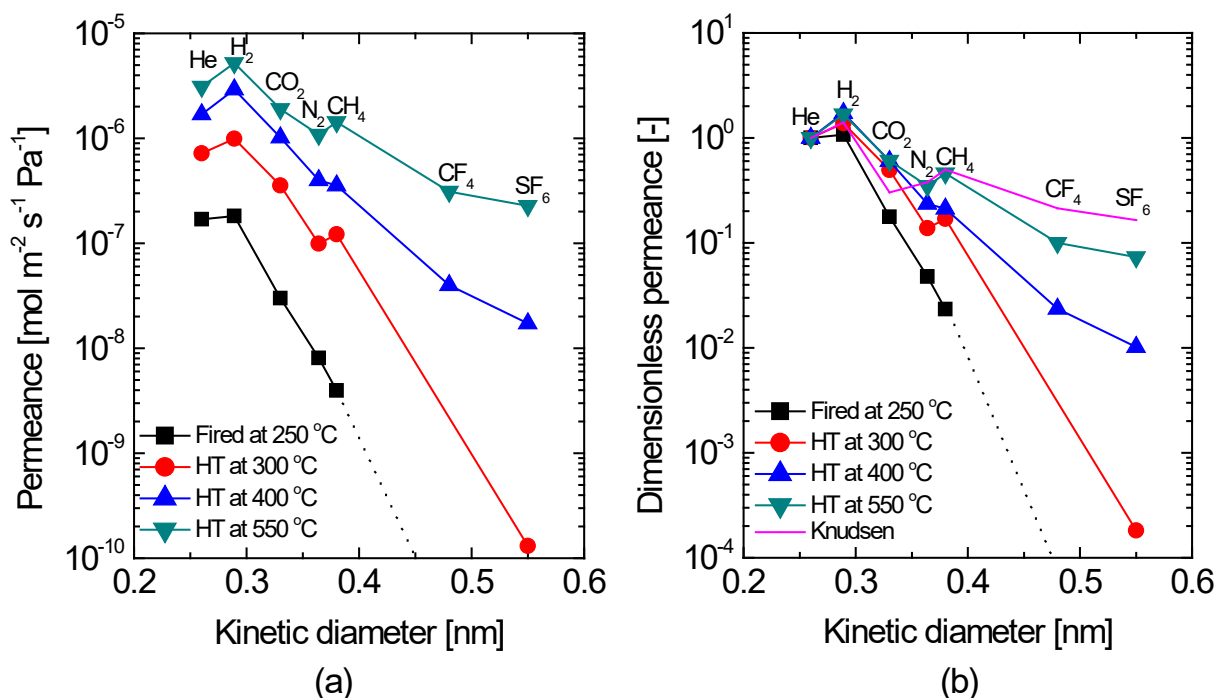 Permeance [mol m⁻² s⁻¹ Pa⁻¹]
10⁻⁵
10⁻⁶
10⁻⁷
10⁻⁸
10⁻⁹
10⁻¹⁰
He
H₂
CO₂
N₂
CH₄
CF₄
SF₆
Fired at 250 °C
HT at 300 °C
HT at 400 °C
HT at 550 °C
0.2 0.3 0.4 0.5 0.6
Kinetic diameter [nm]
(a)
Dimensionless permeance [-]
10¹
10⁰
10⁻¹
10⁻²
10⁻³
10⁻⁴
He
H₂
CO₂
N₂
CH₄
CF₄
SF₆
Fired at 250 °C
HT at 300 °C
HT at 400 °C
HT at 550 °C
Knudsen
0.2 0.3 0.4 0.5 0.6
Kinetic diameter [nm]
(b)